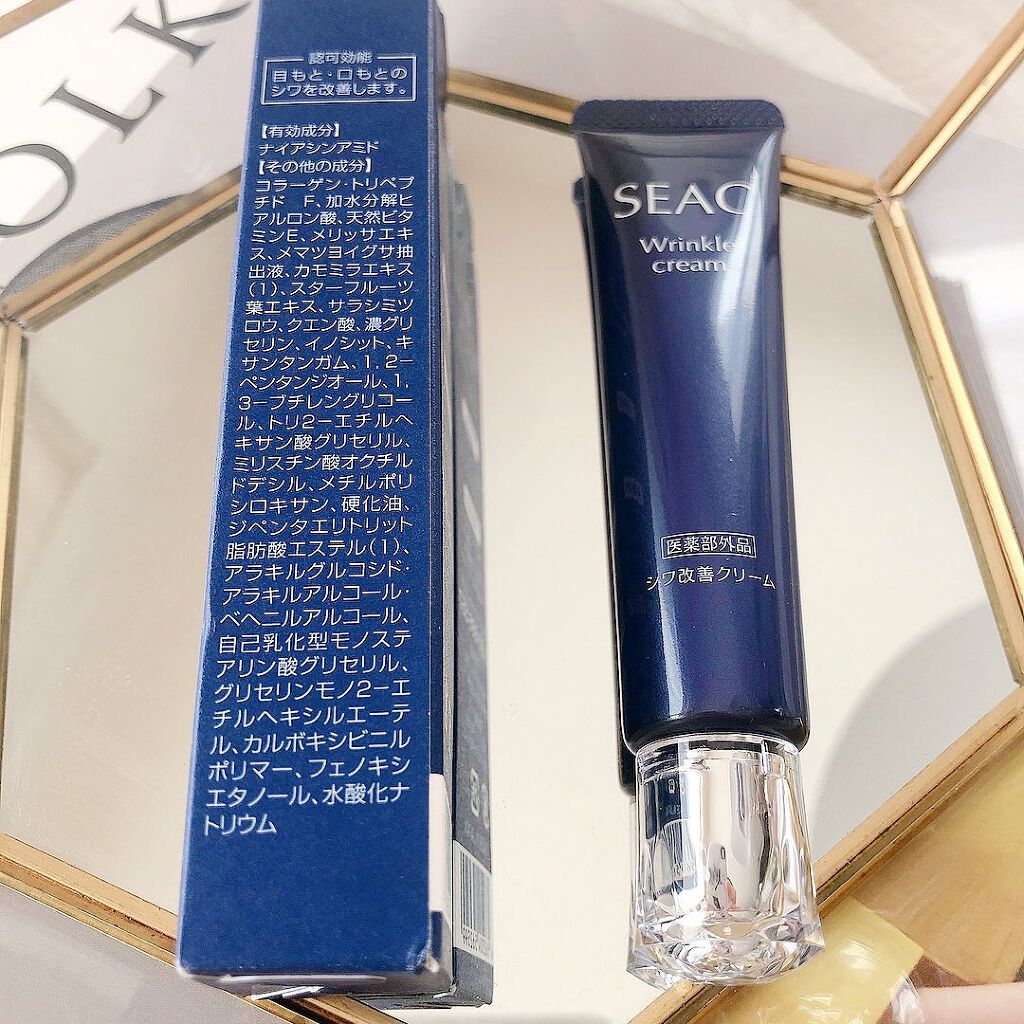 OLK
認可効能
目もと・口もとの
シワを改善します。
【有効成分】
ナイアシンアミド
【その他の成分】
コラーゲン・トリペプ
チド F、加水分解ヒ
アルロン酸、天然ビタ
ミンE、メリッサエキ
ス、メマツヨイグサ抽
出液、カモミラエキス
(1)、スターフルーツ
葉エキス、サラシミツ
ロウ、クエン酸、濃グリ
セリン、イノシット、キ
サンタンガム、1，2－
ペンタンジオール、1，
3－ブチレングリコー
ル、トリ2－エチルヘ
キサン酸グリセリル、
ミリスチン酸オクチル
ドデシル、メチルポリ
シロキサン、硬化油、
ジペンタエリトリット
脂肪酸エステル(1)、
アラキルグルコシド・
アラキルアルコール・
ベヘニルアルコール、
自己乳化型モノステ
アリン酸グリセリル、
グリセリンモノ2－エ
チルヘキシルエーテ
ル、カルボキシビニル
ポリマー、フェノキシ
エタノール、水酸化ナ
トリウム
SEAC
Wrinkle
cream
医薬部外品
シワ改善クリーム